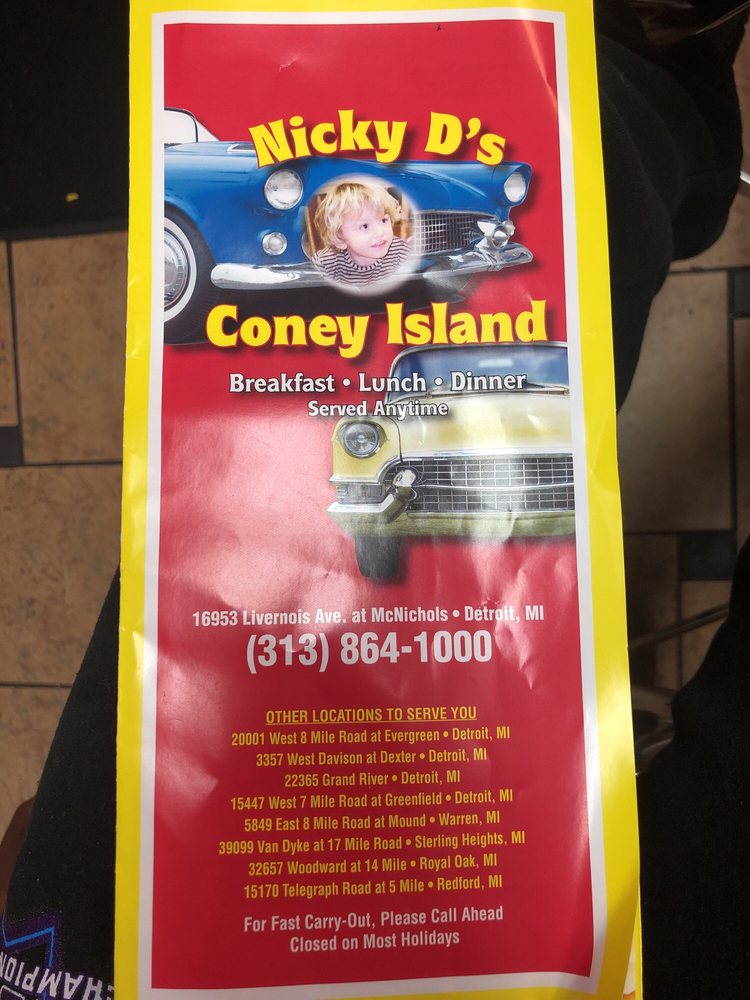 Nicky D's
Coney Island
Breakfast • Lunch • Dinner
Served Anytime
16953 Livernois Ave. at McNichols • Detroit, MI
(313) 864-1000
OTHER LOCATIONS TO SERVE YOU
20001 West 8 Mile Road at Evergreen • Detroit, MI
3357 West Davison at Dexter • Detroit, MI
22365 Grand River • Detroit, MI
15447 West 7 Mile Road at Greenfield • Detroit, MI
5849 East 8 Mile Road at Mound • Warren, MI
39099 Van Dyke at 17 Mile Road • Sterling Heights, MI
32657 Woodward at 14 Mile • Royal Oak, MI
15170 Telegraph Road at 5 Mile • Redford, MI
For Fast Carry-Out, Please Call Ahead
Closed on Most Holidays
CHAMPION